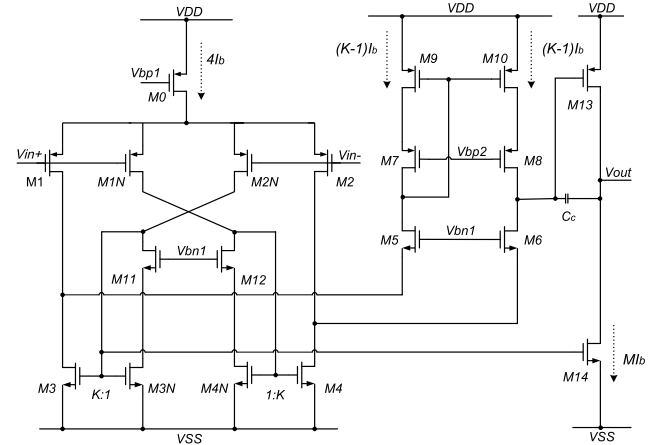 VDD
VDD
VDD
4Ib
(K-1)Ib
(K-1)Ib
Vbp1
M0
M9
M10
M13
Vin+
Vin-
M1
M1N
M2N
M2
M7
Vbp2
M8
Vout
Cc
M5
Vbn1
M6
Vbn1
M11
M12
M3
K:1
M3N
M4N
1:K
M4
M14
MIb
VSS
VSS